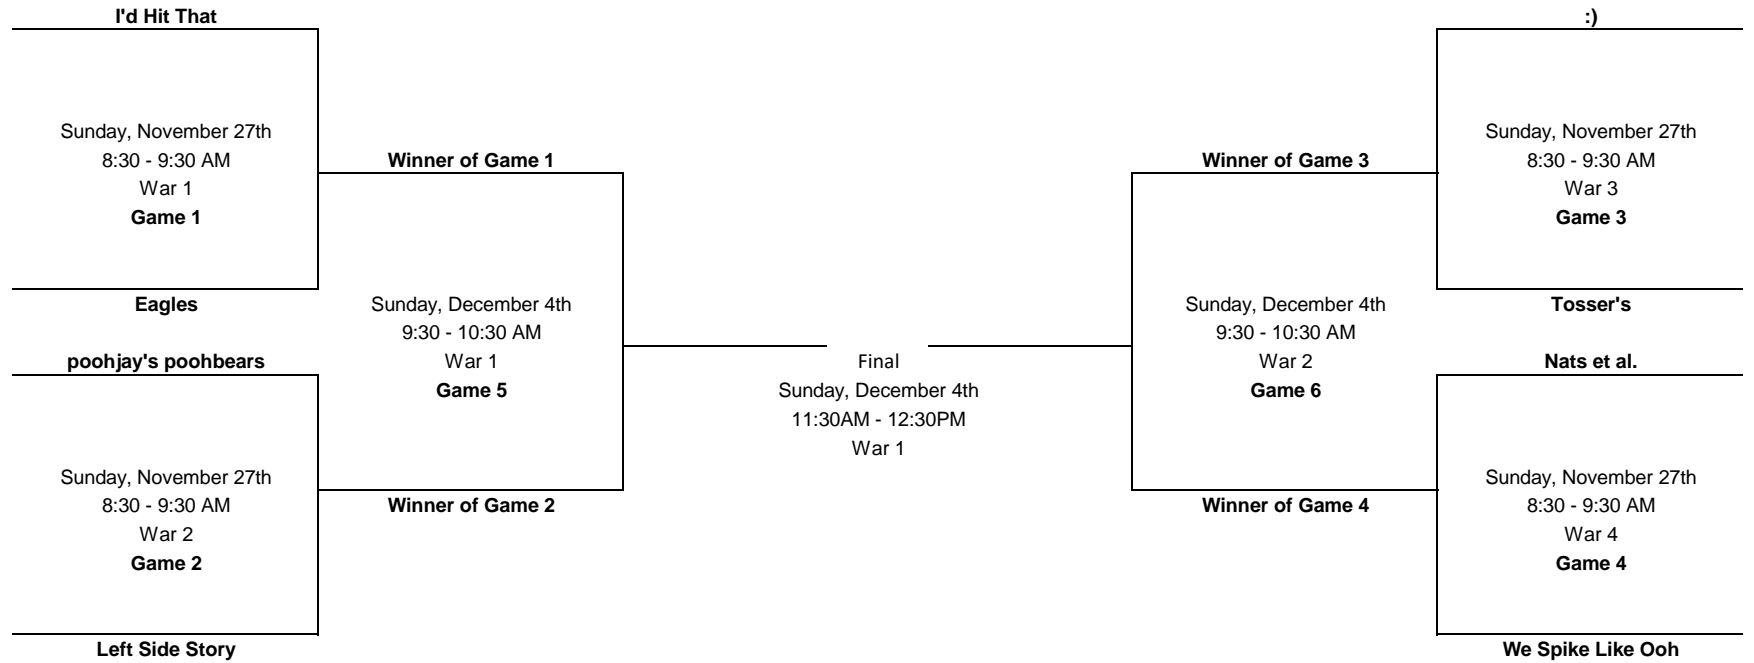 I'd Hit That
Sunday, November 27th
8:30 - 9:30 AM
War 1
Game 1
Eagles
poohjay's poohbears
Sunday, November 27th
8:30 - 9:30 AM
War 2
Game 2
Left Side Story
Winner of Game 1
Sunday, December 4th
9:30 - 10:30 AM
War 1
Game 5
Winner of Game 2
Final
Sunday, December 4th
11:30AM - 12:30PM
War 1
Winner of Game 3
Sunday, December 4th
9:30 - 10:30 AM
War 2
Game 6
Winner of Game 4
:)
Sunday, November 27th
8:30 - 9:30 AM
War 3
Game 3
Tosser's
Nats et al.
Sunday, November 27th
8:30 - 9:30 AM
War 4
Game 4
We Spike Like Ooh